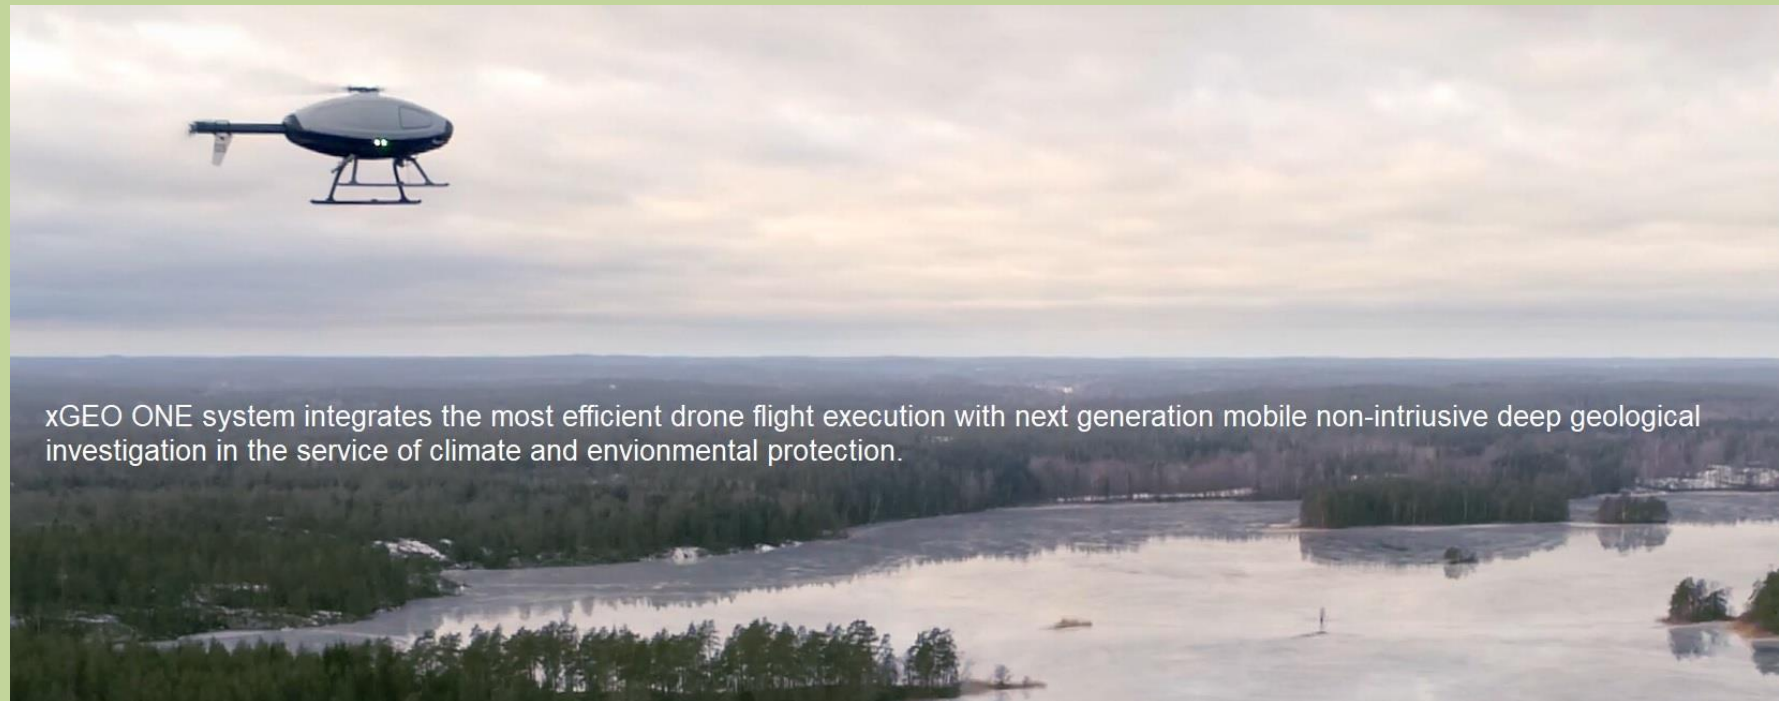 xGEO ONE system integrates the most efficient drone flight execution with next generation mobile non-intriusive deep geological
investigation in the service of climate and envionmental protection.